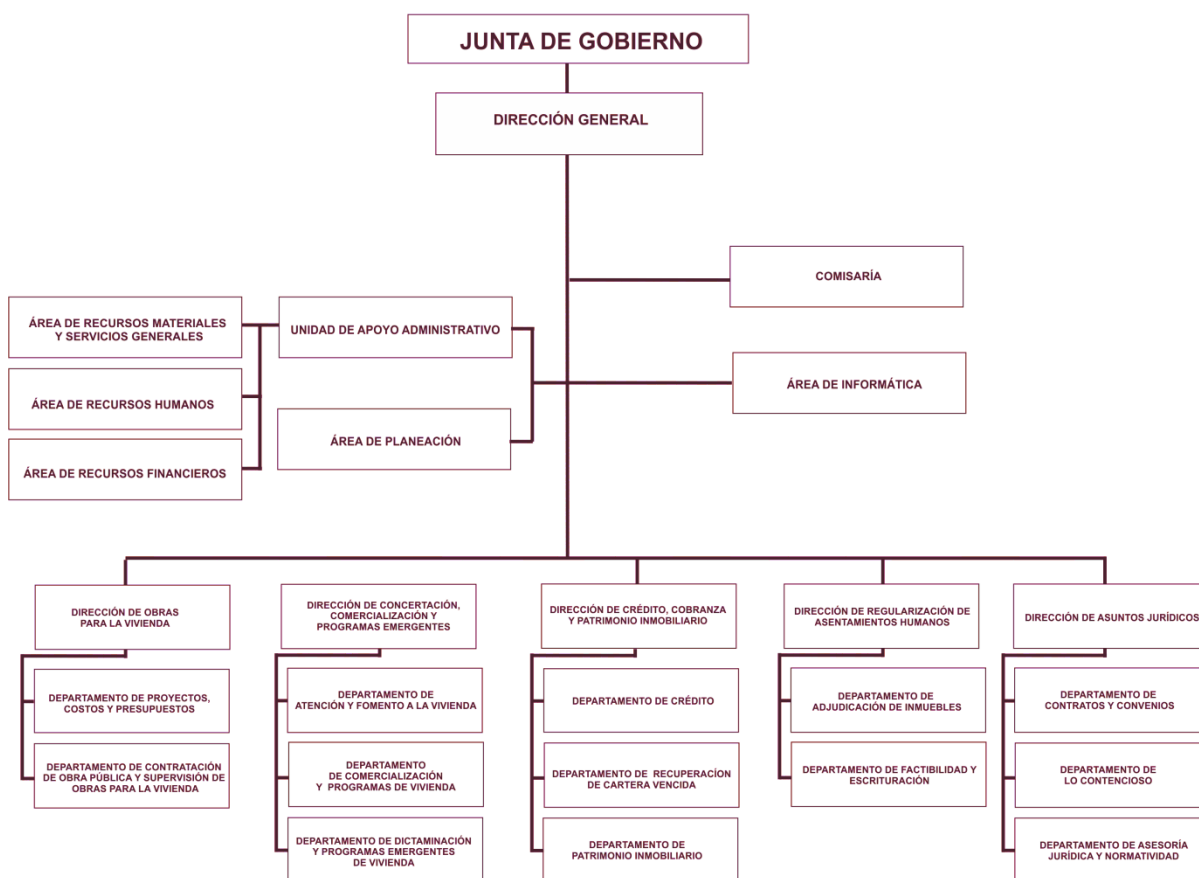 JUNTA DE GOBIERNO
DIRECCIÓN GENERAL
COMISARÍA
ÁREA DE RECURSOS MATERIALES
Y SERVICIOS GENERALES
UNIDAD DE APOYO ADMINISTRATIVO
ÁREA DE INFORMÁTICA
ÁREA DE RECURSOS HUMANOS
ÁREA DE PLANEACIÓN
ÁREA DE RECURSOS FINANCIEROS
DIRECCIÓN DE OBRAS
PARA LA VIVIENDA
DIRECCIÓN DE CONCERTACIÓN,
COMERCIALIZACIÓN Y
PROGRAMAS EMERGENTES
DIRECCIÓN DE CRÉDITO, COBRANZA
Y PATRIMONIO INMOBILIARIO
DIRECCIÓN DE REGULARIZACIÓN DE
ASENTAMIENTOS HUMANOS
DIRECCIÓN DE ASUNTOS JURÍDICOS
DEPARTAMENTO DE PROYECTOS,
COSTOS Y PRESUPUESTOS
DEPARTAMENTO DE
ATENCIÓN Y FOMENTO A LA VIVIENDA
DEPARTAMENTO DE CRÉDITO
DEPARTAMENTO DE
ADJUDICACIÓN DE INMUEBLES
DEPARTAMENTO DE
CONTRATOS Y CONVENIOS
DEPARTAMENTO DE CONTRATACIÓN
DE OBRA PÚBLICA Y SUPERVISIÓN DE
OBRAS PARA LA VIVIENDA
DEPARTAMENTO
DE COMERCIALIZACIÓN
Y PROGRAMAS DE VIVIENDA
DEPARTAMENTO DE RECUPERACÍON
DE CARTERA VENCIDA
DEPARTAMENTO DE FACTIBILIDAD Y
ESCRITURACIÓN
DEPARTAMENTO DE
LO CONTENCIOSO
DEPARTAMENTO DE DICTAMINACIÓN
Y PROGRAMAS EMERGENTES
DE VIVIENDA
DEPARTAMENTO DE
PATRIMONIO INMOBILIARIO
DEPARTAMENTO DE ASESORÍA
JURÍDICA Y NORMATIVIDAD